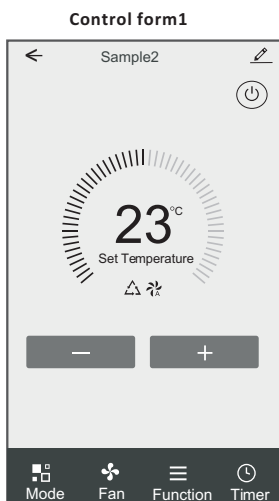 Control form1
Sample2
23°C
Set Temperature
A
— +
Mode Fan Function Timer